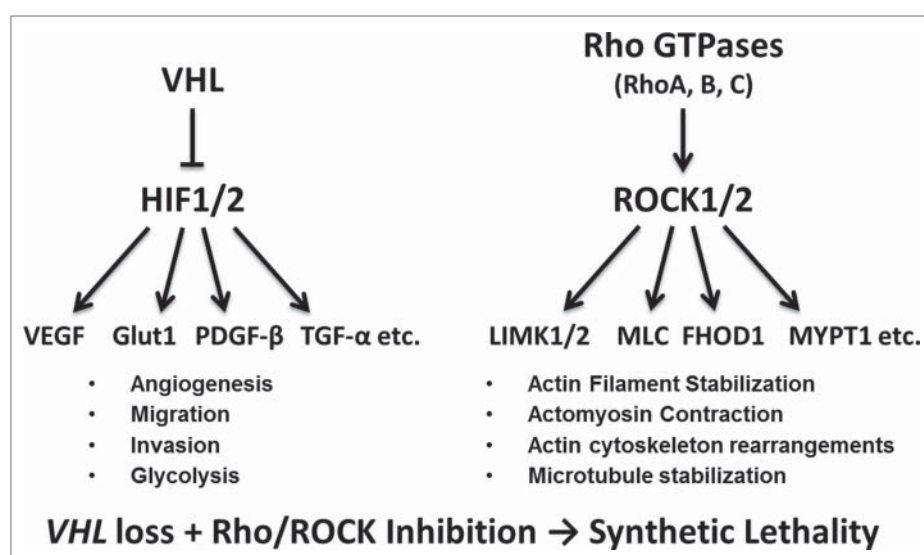 VHL
HIF1/2
VEGF Glut1 PDGF-β TGF-α etc.
• Angiogenesis
• Migration
• Invasion
• Glycolysis
Rho GTPases
(RhoA, B, C)
ROCK1/2
LIMK1/2 MLC FHOD1 MYPT1 etc.
• Actin Filament Stabilization
• Actomyosin Contraction
• Actin cytoskeleton rearrangements
• Microtubule stabilization
VHL loss + Rho/ROCK Inhibition → Synthetic Lethality